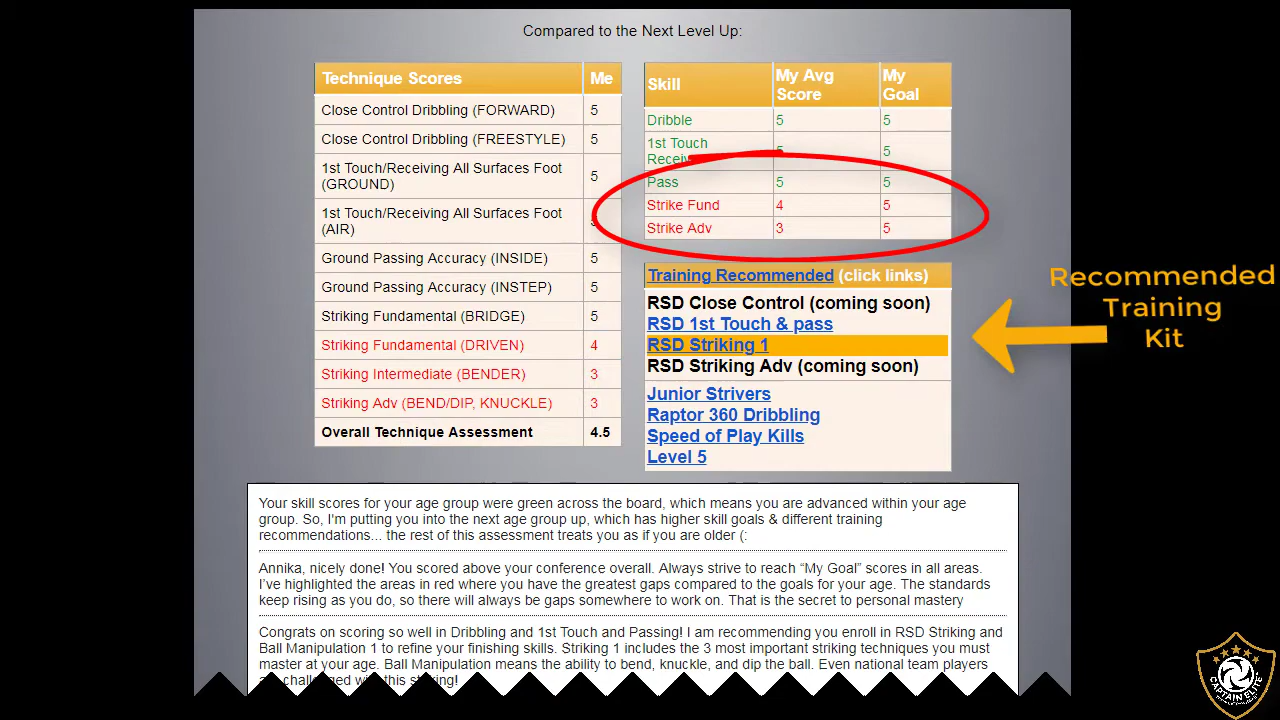 Compared to the Next Level Up:
Technique Scores Me
Close Control Dribbling (FORWARD) 5
Close Control Dribbling (FREESTYLE) 5
1st Touch/Receiving All Surfaces Foot
(GROUND) 5
1st Touch/Receiving All Surfaces Foot
(AIR)
Ground Passing Accuracy (INSIDE) 5
Ground Passing Accuracy (INSTEP) 5
Striking Fundamental (BRIDGE) 5
Striking Fundamental (DRIVEN) 4
Striking Intermediate (BENDER) 3
Striking Adv (BEND/DIP, KNUCKLE) 3
Overall Technique Assessment 4.5
Skill My Avg Score My Goal
Dribble 5 5
1st Touch
5 5
Pass 5 5
Strike Fund 4 5
Strike Adv 3 5
Training Recommended (click links)
RSD Close Control (coming soon)
RSD 1st Touch & pass
RSD Striking 1
RSD Striking Adv (coming soon)
Junior Strivers
Raptor 360 Dribbling
Speed of Play Kills
Level 5
Recommended
Training
Kit
Your skill scores for your age group were green across the board, which means you are advanced within your age
group. So, I'm putting you into the next age group up, which has higher skill goals & different training
recommendations... the rest of this assessment treats you as if you are older (:
Annika, nicely done! You scored above your conference overall. Always strive to reach “My Goal” scores in all areas.
I’ve highlighted the areas in red where you have the greatest gaps compared to the goals for your age. The standards
keep rising as you do, so there will always be gaps somewhere to work on. That is the secret to personal mastery
Congrats on scoring so well in Dribbling and 1st Touch and Passing! I am recommending you enroll in RSD Striking and
Ball Manipulation 1 to refine your finishing skills. Striking 1 includes the 3 most important striking techniques you must
master at your age. Ball Manipulation means the ability to bend, knuckle, and dip the ball. Even national team players
this
CAPTAIN ELITE